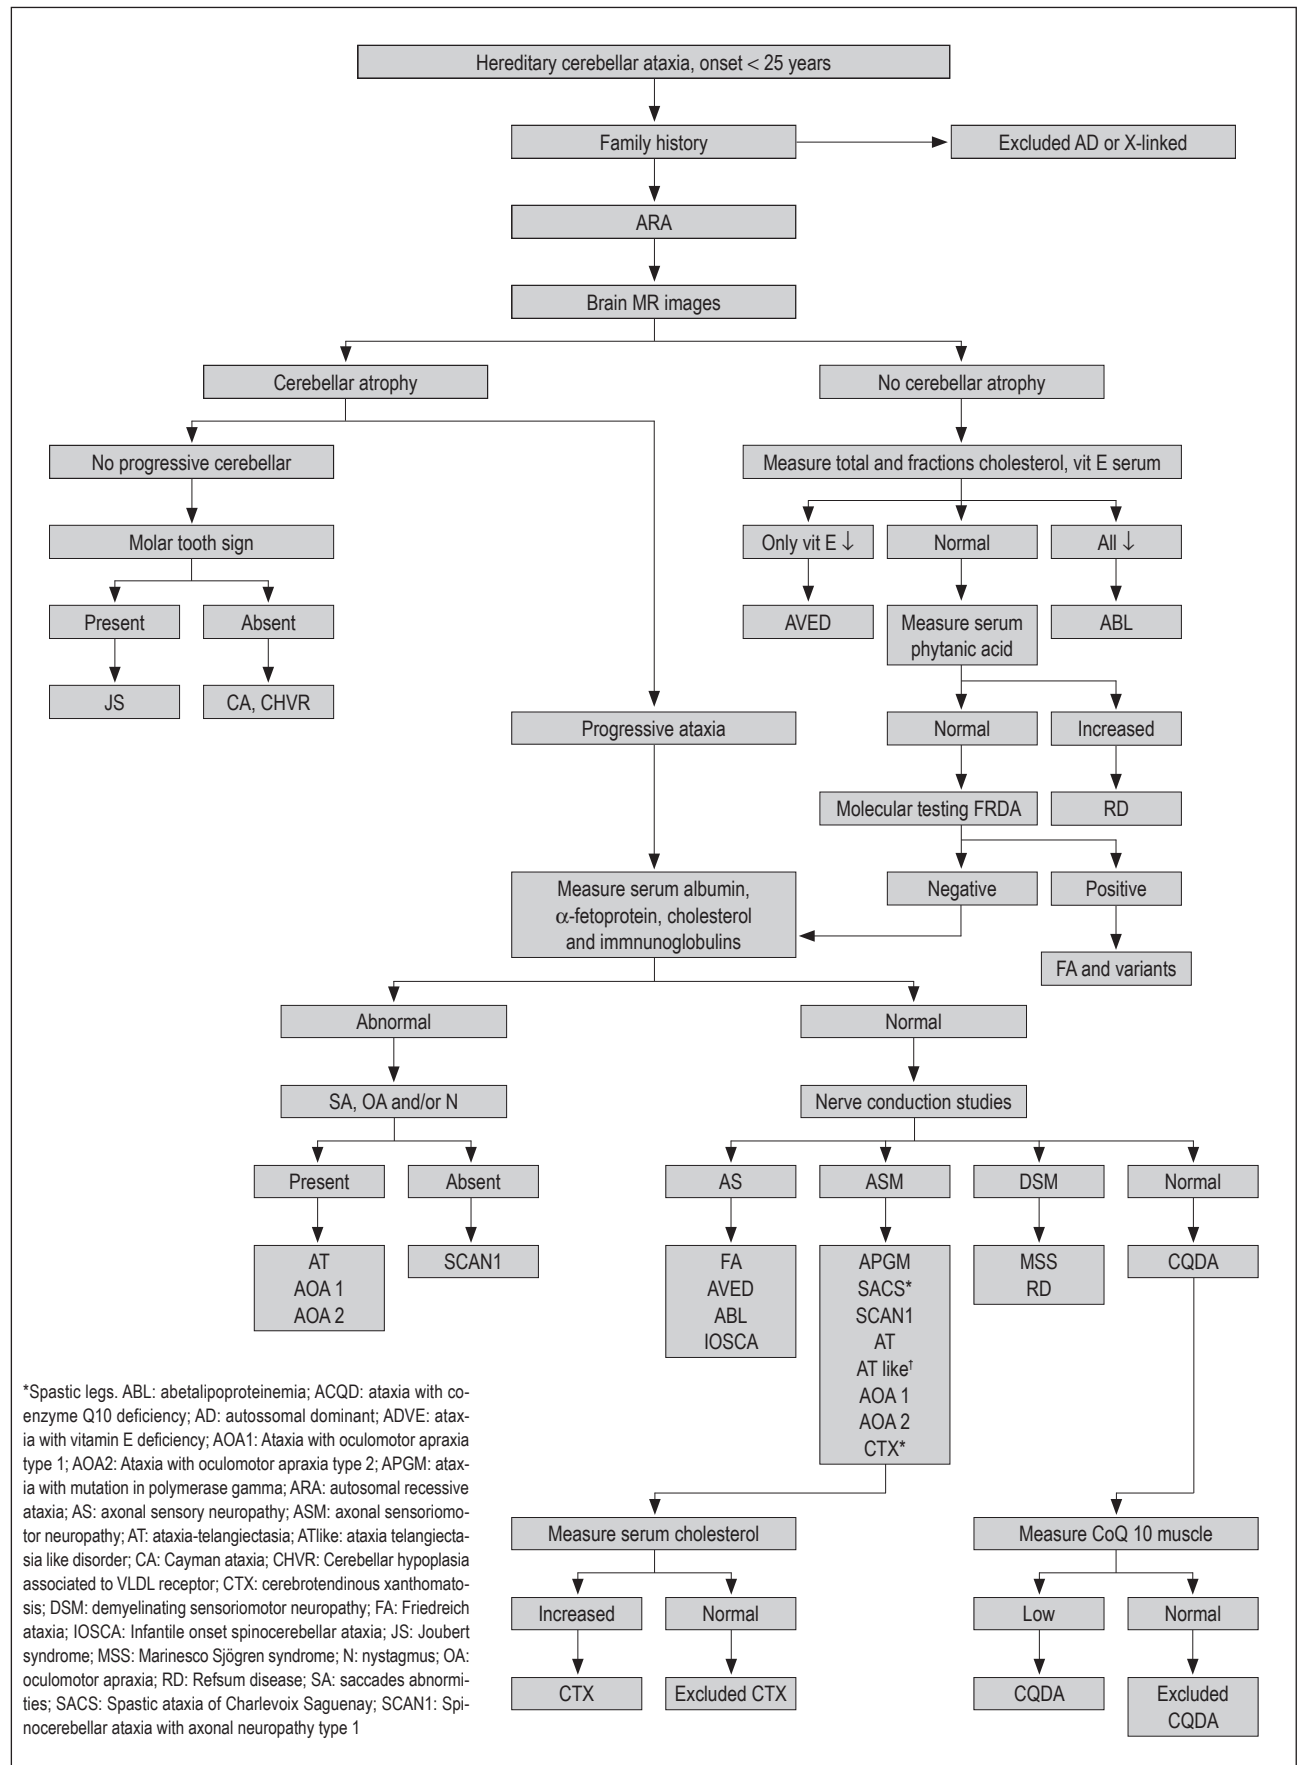 Hereditary cerebellar ataxia, onset < 25 years
Family history
Excluded AD or X-linked
ARA
Brain MR images
Cerebellar atrophy
No cerebellar atrophy
No progressive cerebellar
Measure total and fractions cholesterol, vit E serum
Molar tooth sign
Only vit E ↓
Normal
All ↓
Present
Absent
AVED
Measure serum
phytanic acid
ABL
JS
CA, CHVR
Progressive ataxia
Normal
Increased
Molecular testing FRDA
RD
Measure serum albumin,
α-fetoprotein, cholesterol
and immnunoglobulins
Negative
Positive
FA and variants
Abnormal
Normal
SA, OA and/or N
Nerve conduction studies
Present
Absent
AS
ASM
DSM
Normal
AT
AOA 1
AOA 2
SCAN1
FA
AVED
ABL
IOSCA
APGM
SACS*
SCAN1
AT
AT like†
AOA 1
AOA 2
CTX*
MSS
RD
CQDA
Measure serum cholesterol
Measure CoQ 10 muscle
Increased
Normal
Low
Normal
CTX
Excluded CTX
CQDA
Excluded
CQDA
*Spastic legs. ABL: abetalipoproteinemia; ACQD: ataxia with co-
enzyme Q10 deficiency; AD: autossomal dominant; ADVE: atax-
ia with vitamin E deficiency; AOA1: Ataxia with oculomotor apraxia
type 1; AOA2: Ataxia with oculomotor apraxia type 2; APGM: atax-
ia with mutation in polymerase gamma; ARA: autosomal recessive
ataxia; AS: axonal sensory neuropathy; ASM: axonal sensoriomo-
tor neuropathy; AT: ataxia-telangiectasia; ATlike: ataxia telangiecta-
sia like disorder; CA: Cayman ataxia; CHVR: Cerebellar hypoplasia
associated to VLDL receptor; CTX: cerebrotendinous xanthomato-
sis; DSM: demyelinating sensoriomotor neuropathy; FA: Friedreich
ataxia; IOSCA: Infantile onset spinocerebellar ataxia; JS: Joubert
syndrome; MSS: Marinesco Sjögren syndrome; N: nystagmus; OA:
oculomotor apraxia; RD: Refsum disease; SA: saccades abnormi-
ties; SACS: Spastic ataxia of Charlevoix Saguenay; SCAN1: Spi-
nocerebellar ataxia with axonal neuropathy type 1